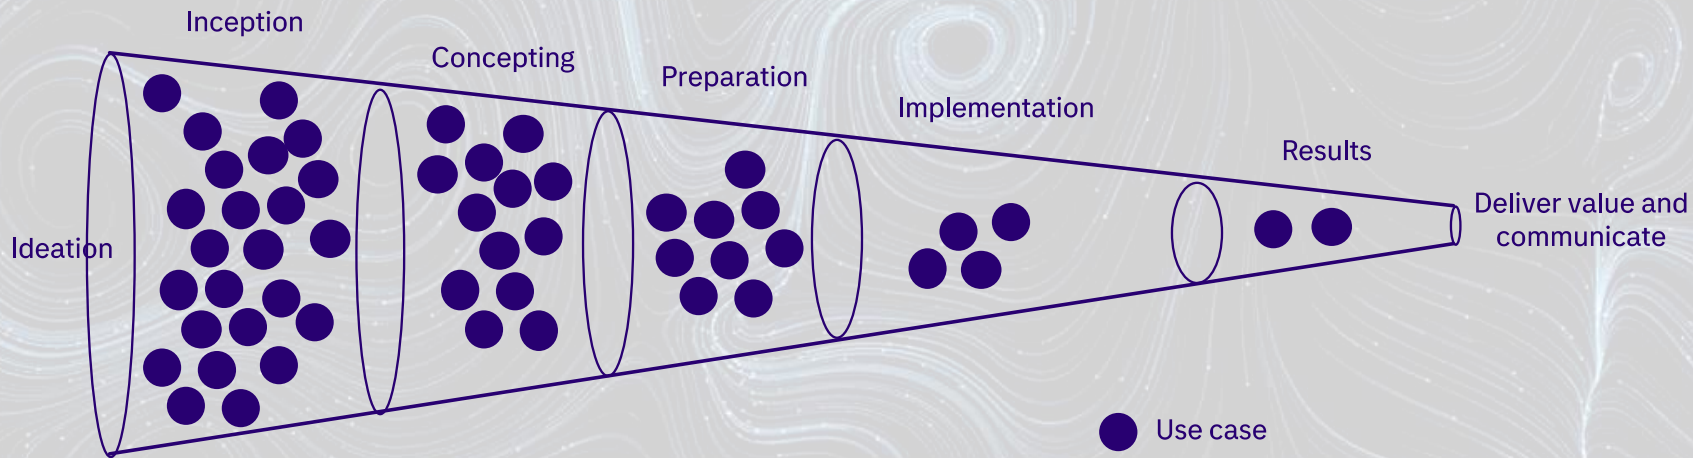 Inception
Concepting
Preparation
Implementation
Results
Ideation
Deliver value and
communicate
Use case